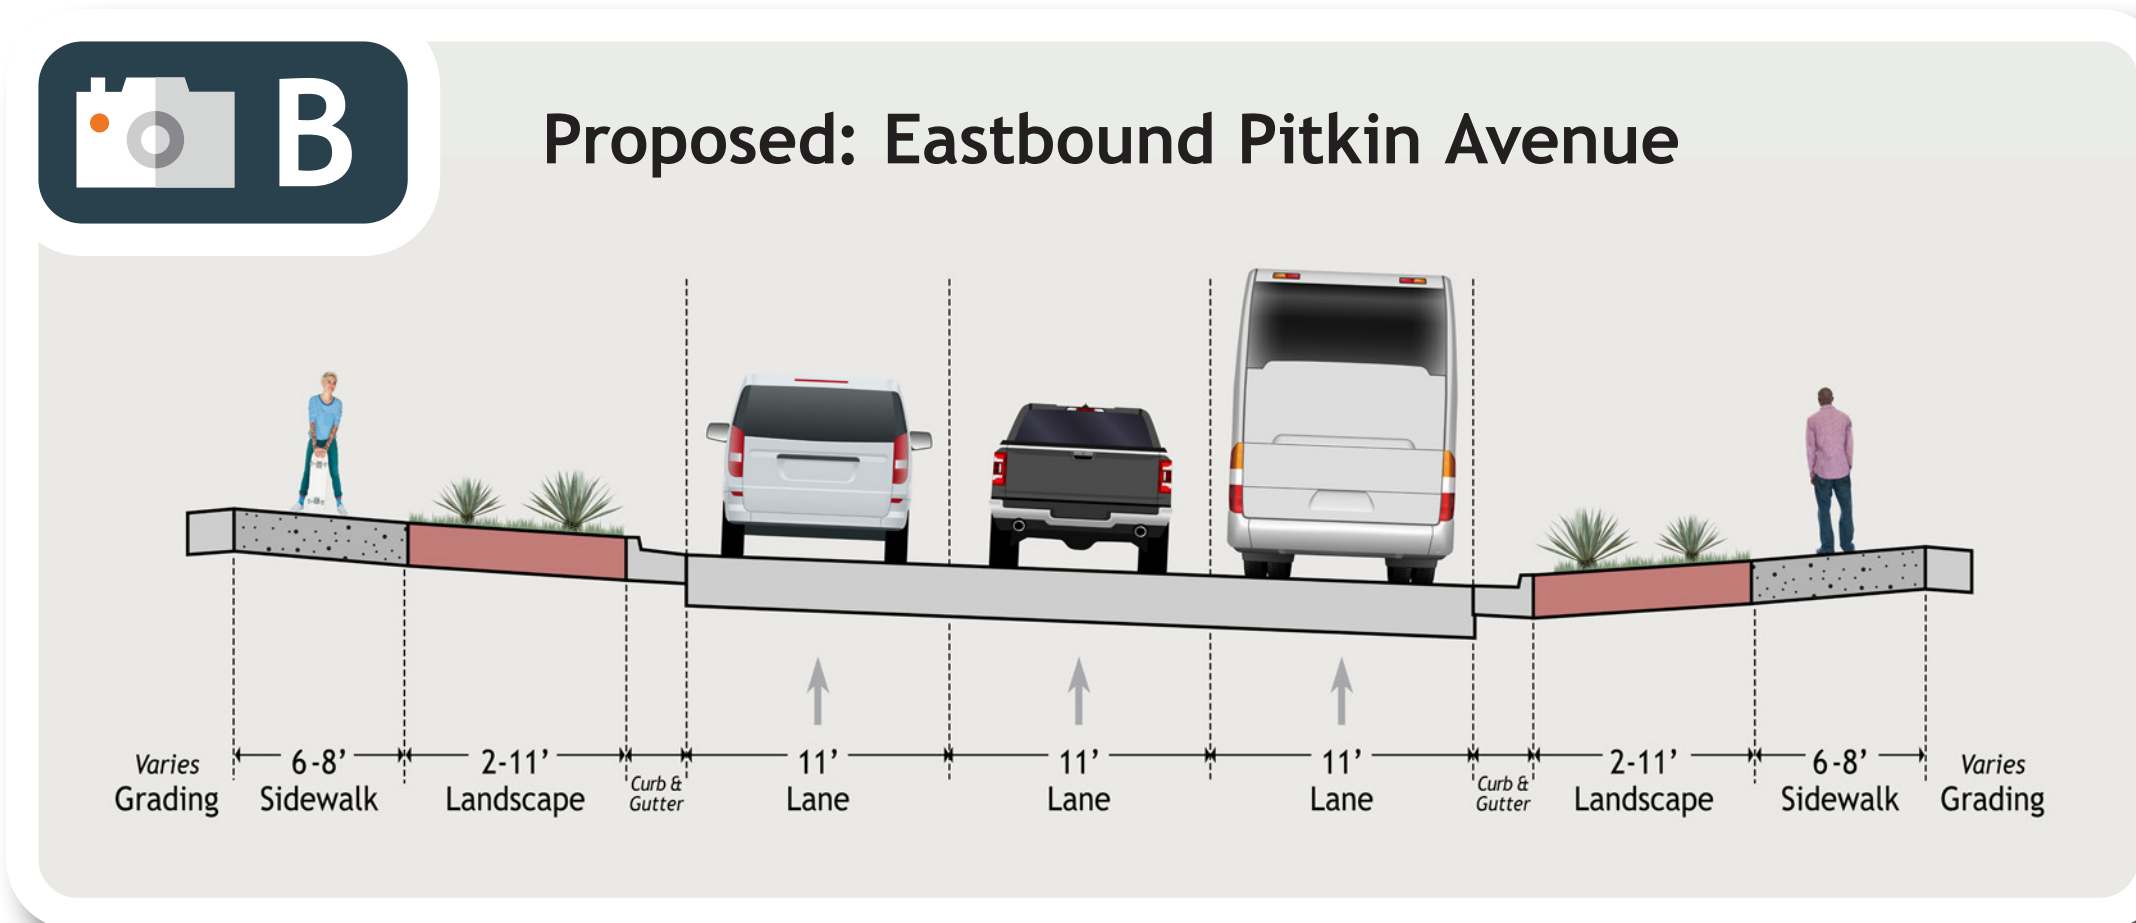 B
Proposed: Eastbound Pitkin Avenue
Varies
Grading
6-8’
Sidewalk
2-11’
Landscape
Curb &
Gutter
11’
Lane
11’
Lane
11’
Lane
Curb &
Gutter
2-11’
Landscape
6-8’
Sidewalk
Varies
Grading